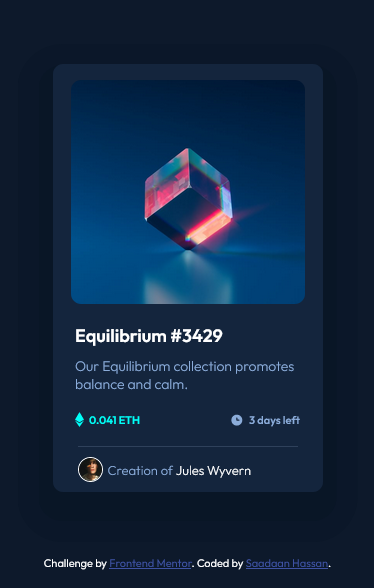 Equilibrium #3429
Our Equilibrium collection promotes
balance and calm.
0.041 ETH
3 days left
Creation of Jules Wyvern
Challenge by Frontend Mentor. Coded by Saadaan Hassan.